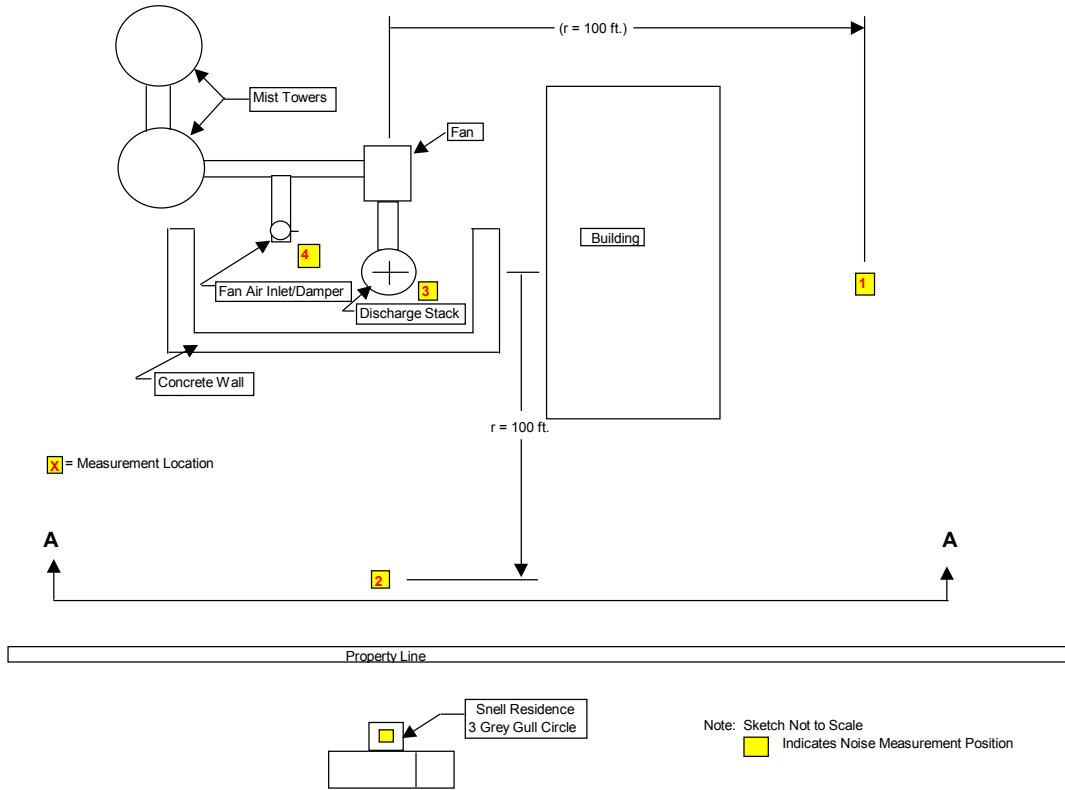 (r = 100 ft.)
Mist Towers
Fan
Building
4
1
Fan Air Inlet/Damper
3
Discharge Stack
Concrete Wall
r = 100 ft.
X = Measurement Location
A
A
2
Property Line
Snell Residence
3 Grey Gull Circle
Note: Sketch Not to Scale
Indicates Noise Measurement Position